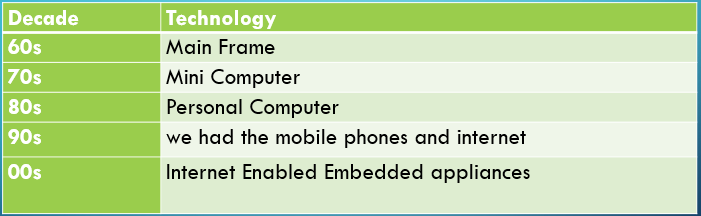 Decade Technology
60s Main Frame
70s Mini Computer
80s Personal Computer
90s we had the mobile phones and internet
00s Internet Enabled Embedded appliances